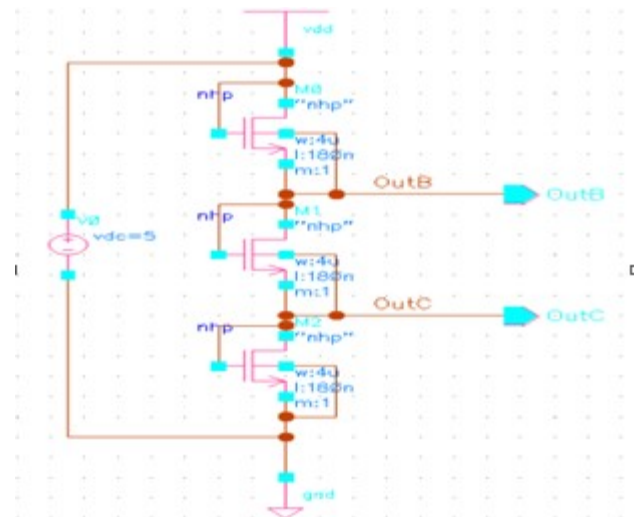 vdd
nhp
M0
"nhp"
w:4u
l:180n
m:1
OutB
OutB
nhp
M1
"nhp"
V0
vdc=5
w:4u
l:180n
m:1
OutC
OutC
nhp
M2
"nhp"
w:4u
l:180n
m:1
gnd